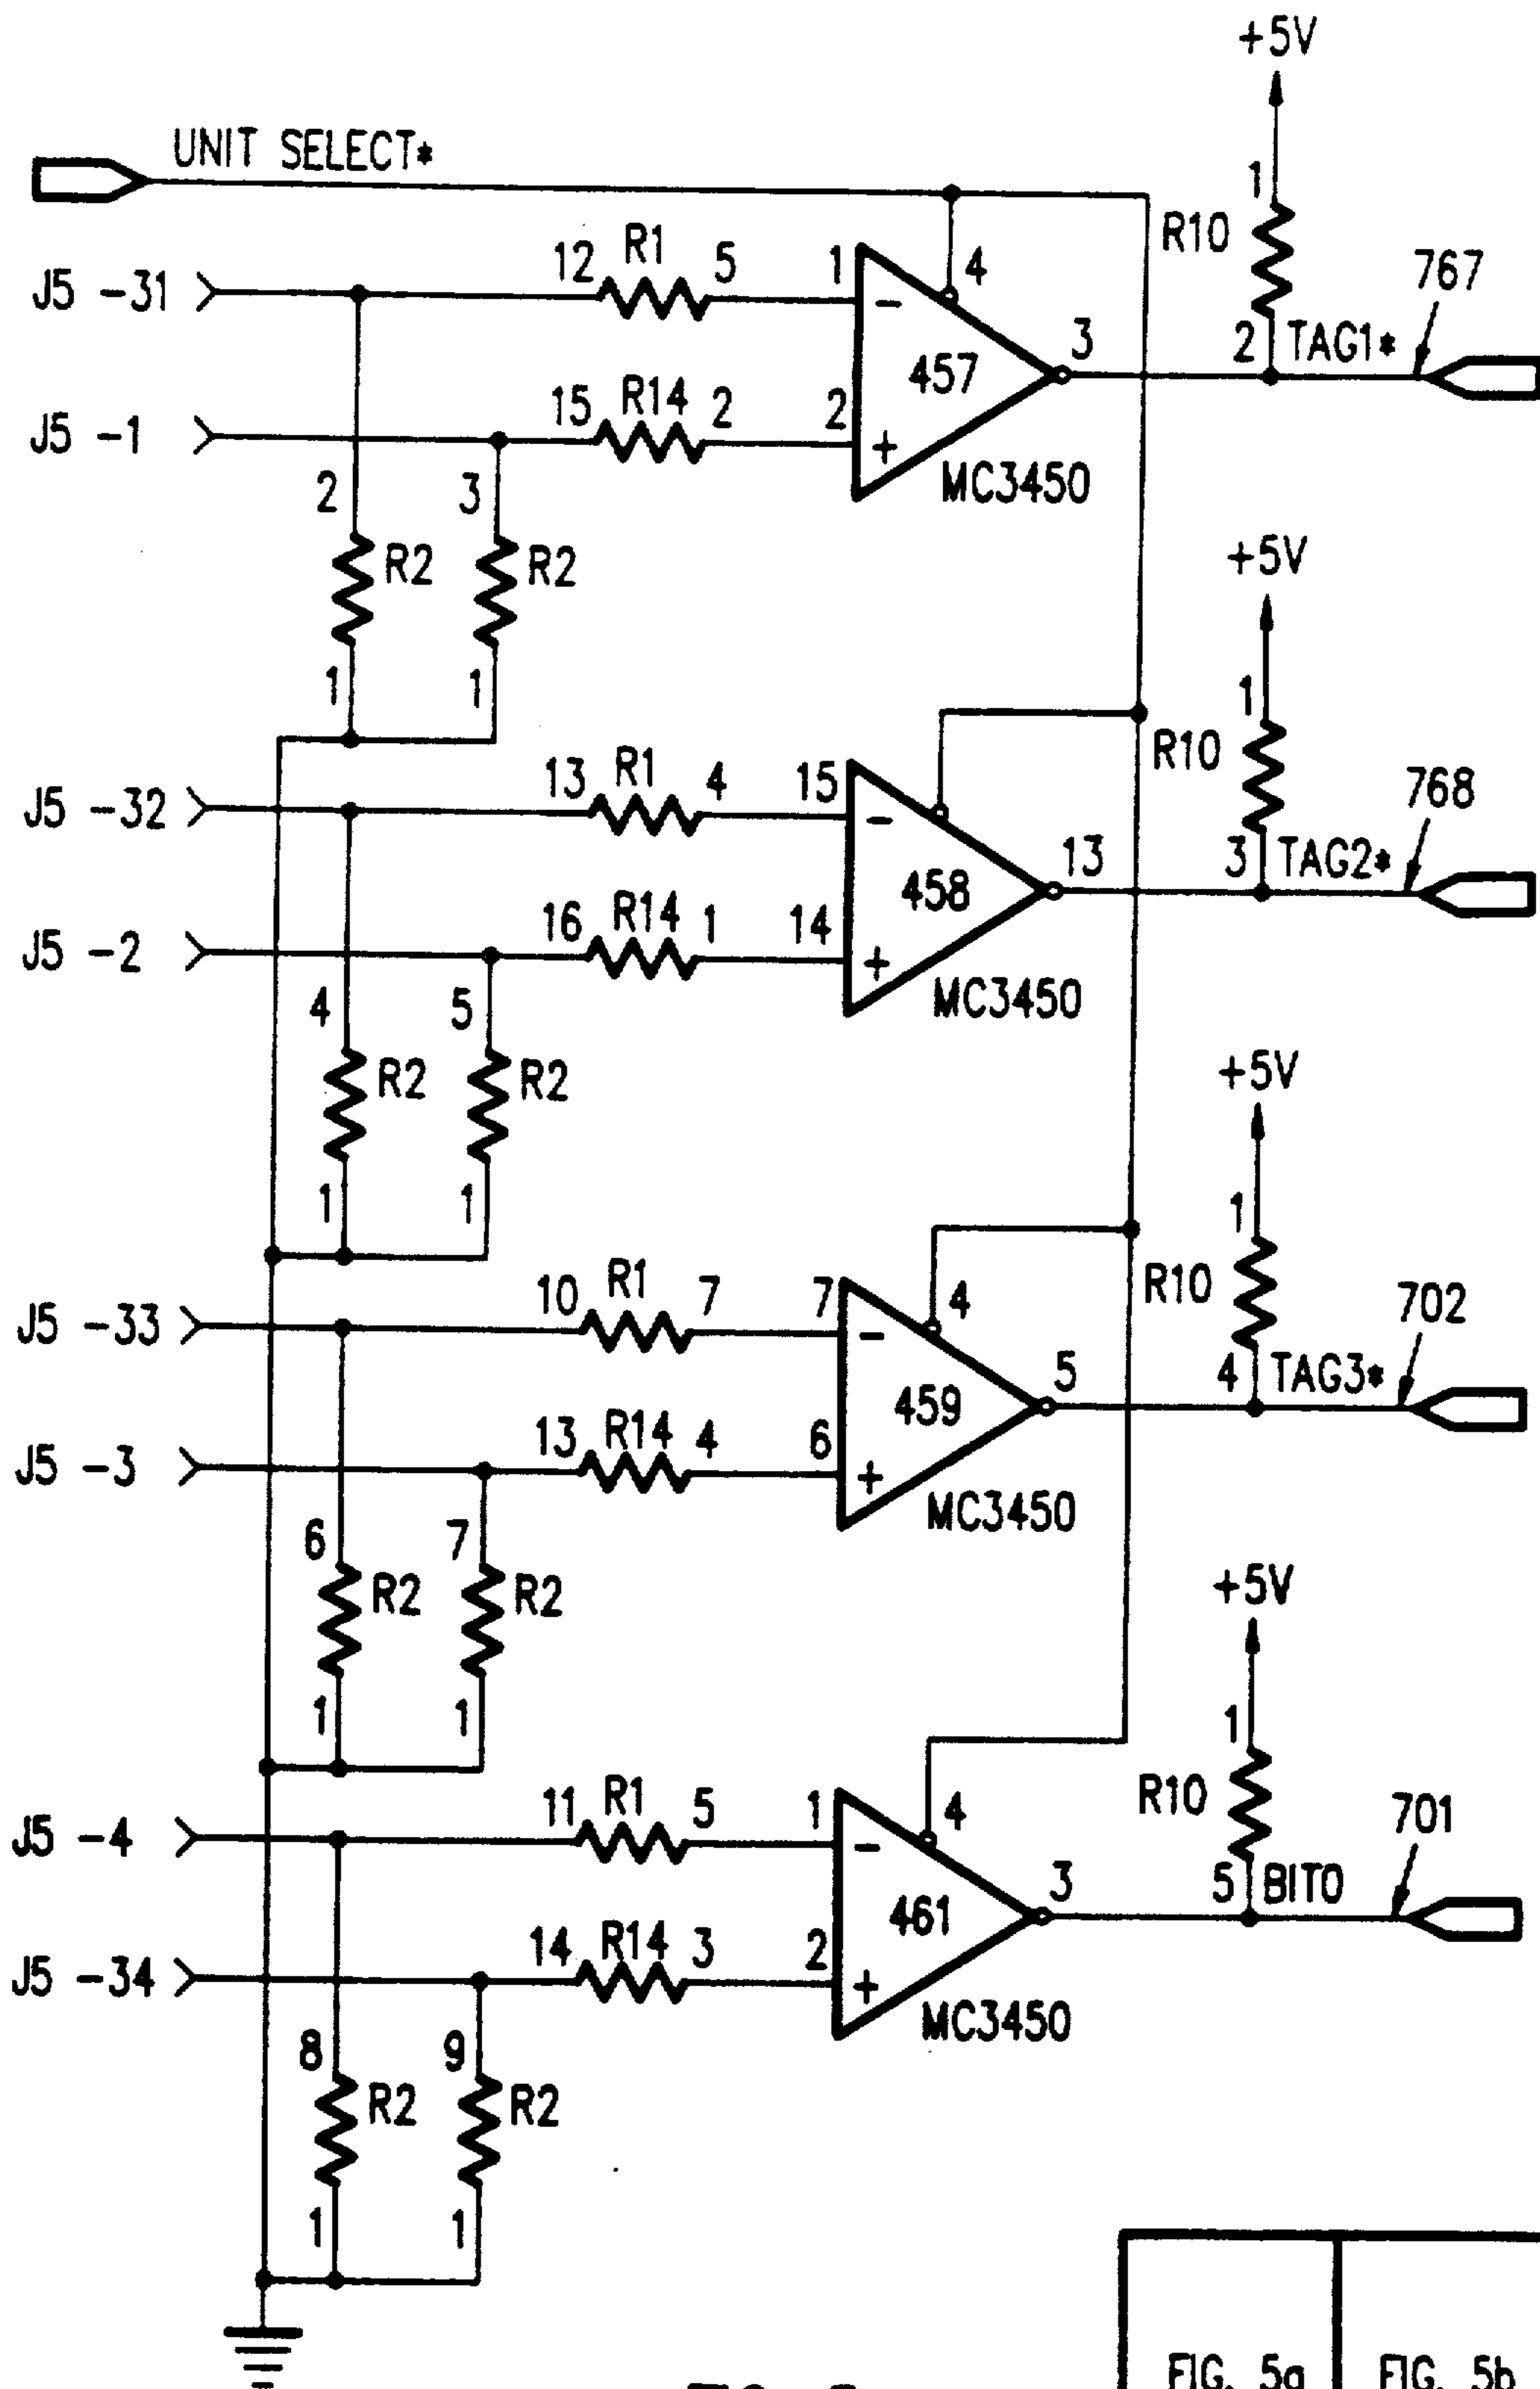 +5V
UNIT SELECT*
1
R10
2 TAG1*
767
J5 -31
12 R1 5
1
-
4
457
3
J5 -1
15 R14 2
2
+
MC3450
2
R2
3
R2
1
1
+5V
1
R10
3 TAG2*
768
J5 -32
13 R1 4
15
-
458
13
J5 -2
16 R14 1
14
+
MC3450
4
R2
5
R2
1
1
+5V
1
R10
4 TAG3*
702
J5 -33
10 R1 7
7
-
4
459
5
J5 -3
13 R14 4
6
+
MC3450
6
R2
7
R2
1
1
+5V
1
R10
5 BIT0
701
J5 -4
11 R1 5
1
-
4
461
3
J5 -34
14 R14 3
2
+
MC3450
8
R2
9
R2
1
1
FIG. 5a
FIG. 5b